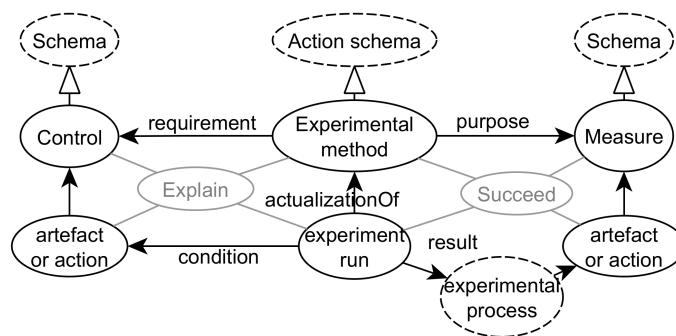 Schema
Action schema
Schema
Control
requirement
Experimental
method
purpose
Measure
Explain
Succeed
actualizationOf
artefact
or action
condition
experiment
run
result
artefact
or action
experimental
process